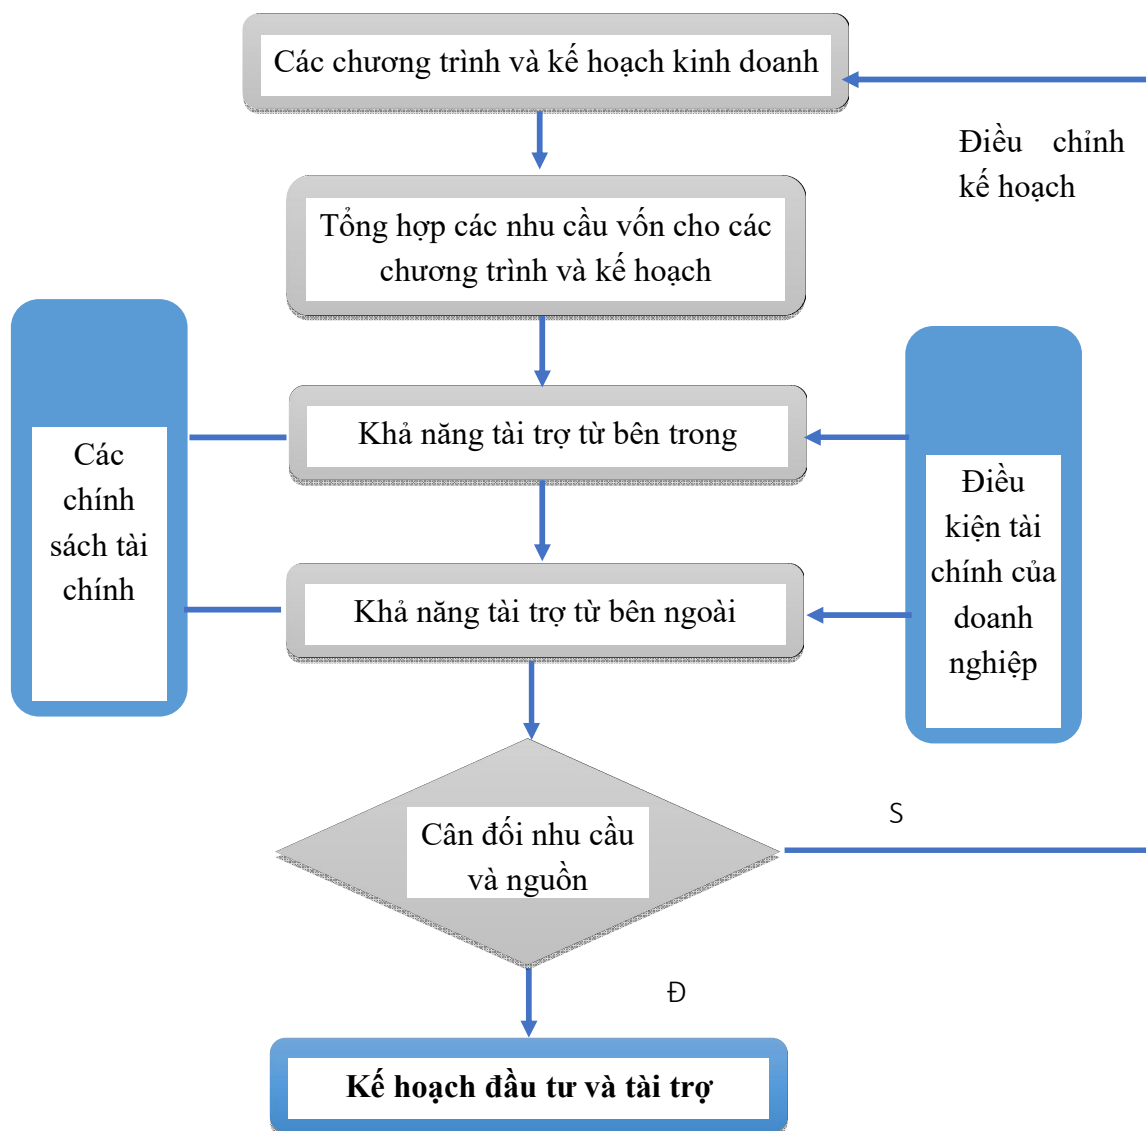 Các chương trình và kế hoạch kinh doanh
Điều chỉnh
kế hoạch
Tổng hợp các nhu cầu vốn cho các
chương trình và kế hoạch
Khả năng tài trợ từ bên trong
Các
chính
sách tài
chính
Điều
kiện tài
chính của
doanh
nghiệp
Khả năng tài trợ từ bên ngoài
Cân đối nhu cầu
và nguồn
S
Đ
Kế hoạch đầu tư và tài trợ